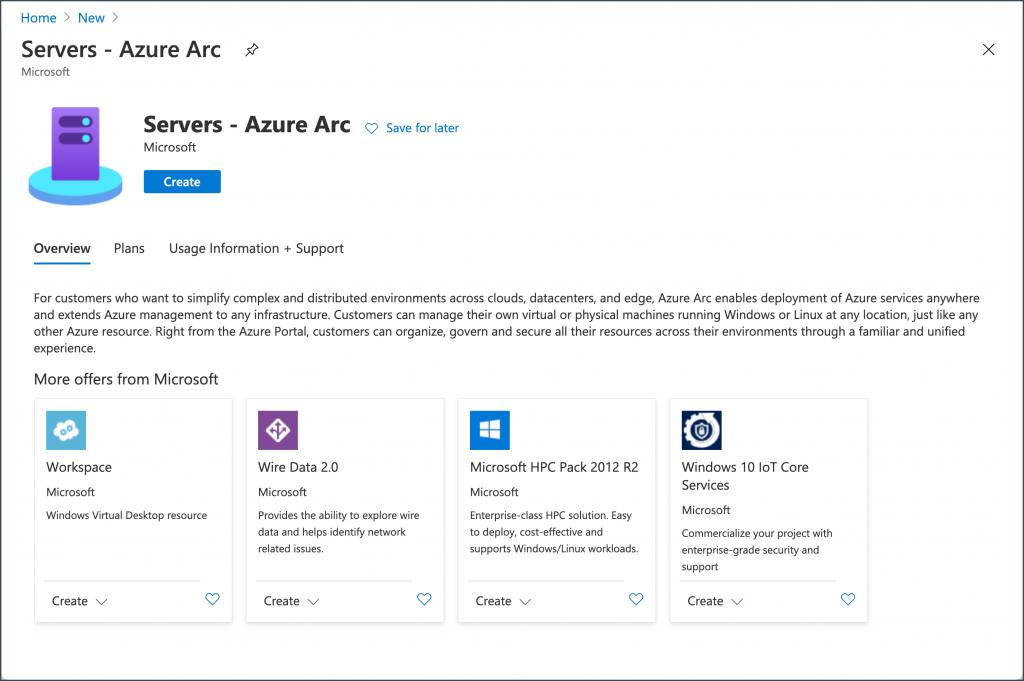 Home > New >
Servers - Azure Arc
Microsoft
Servers - Azure Arc
Save for later
Microsoft
Create
Overview Plans Usage Information + Support
For customers who want to simplify complex and distributed environments across clouds, datacenters, and edge, Azure Arc enables deployment of Azure services anywhere
and extends Azure management to any infrastructure. Customers can manage their own virtual or physical machines running Windows or Linux at any location, just like any
other Azure resource. Right from the Azure Portal, customers can organize, govern and secure all their resources across their environments through a familiar and unified
experience.
More offers from Microsoft
Workspace
Microsoft
Windows Virtual Desktop resource
Create
Wire Data 2.0
Microsoft
Provides the ability to explore wire
data and helps identify network
related issues.
Create
Microsoft HPC Pack 2012 R2
Microsoft
Enterprise-class HPC solution. Easy
to deploy, cost-effective and
supports Windows/Linux workloads.
Create
Windows 10 IoT Core
Services
Microsoft
Commercialize your project with
enterprise-grade security and
support
Create